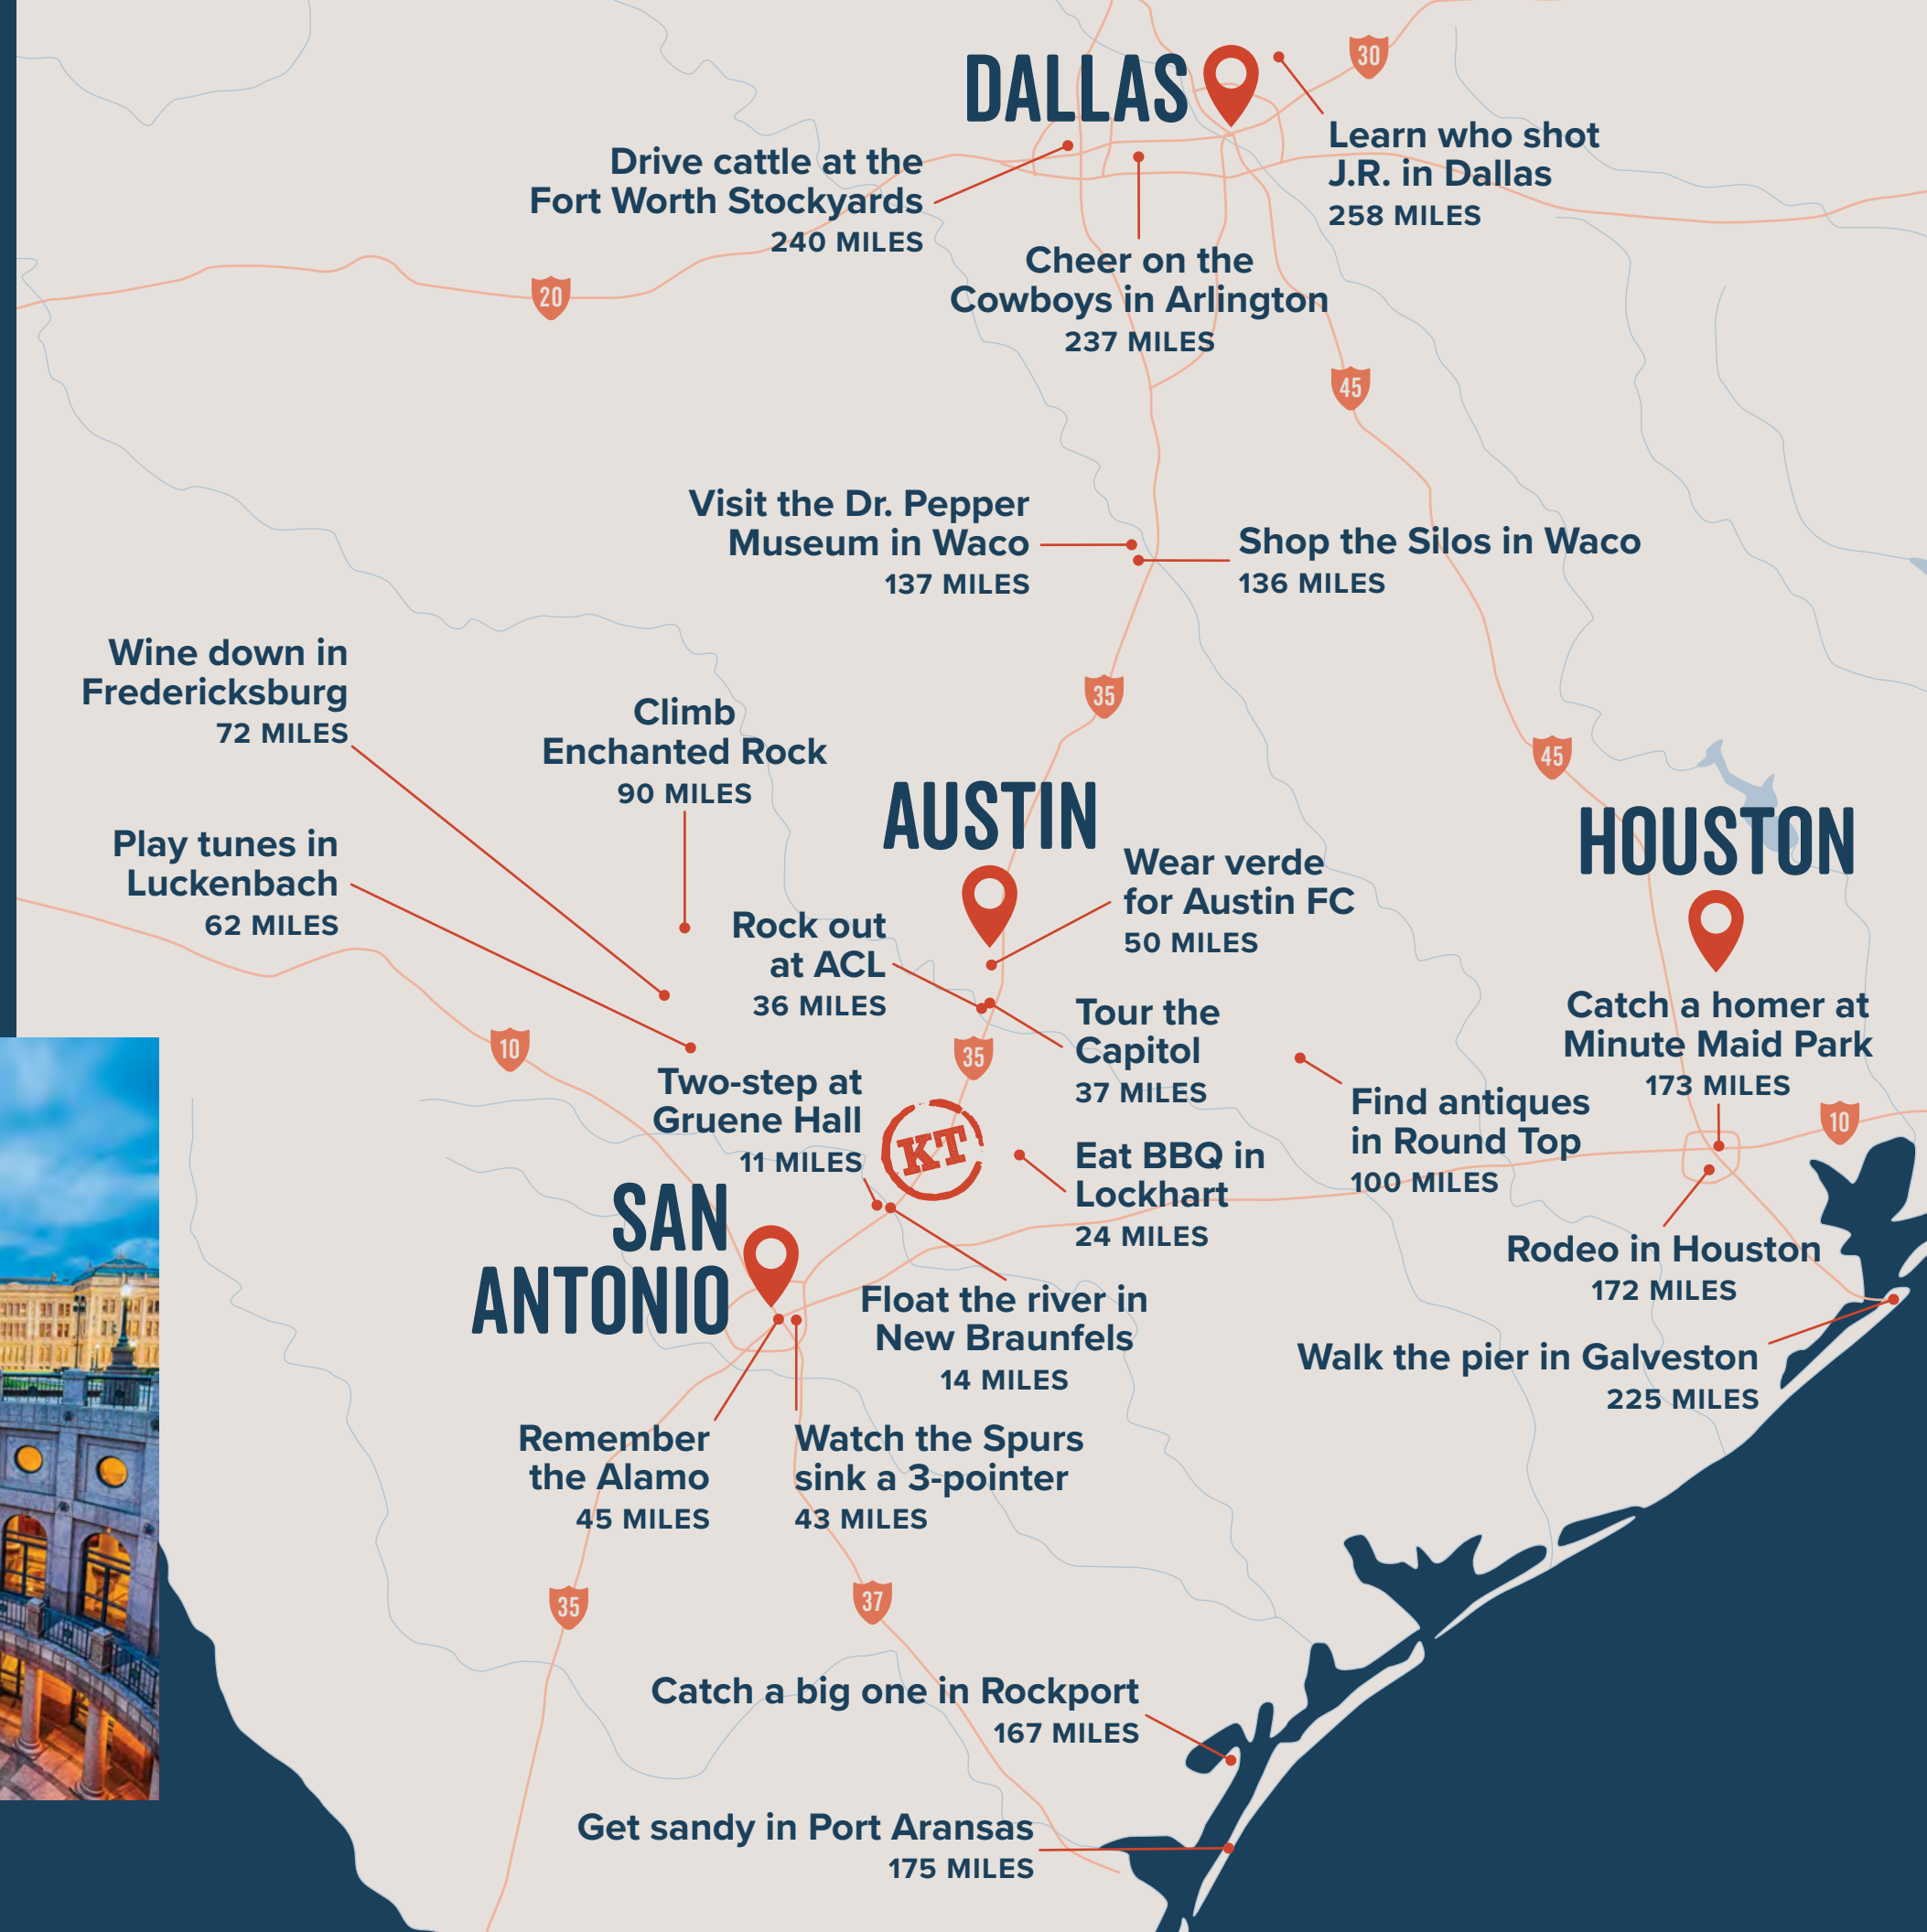 DALLAS
30
Learn who shot
J.R. in Dallas
258 MILES
Drive cattle at the
Fort Worth Stockyards
240 MILES
Cheer on the
Cowboys in Arlington
237 MILES
20
45
Visit the Dr. Pepper
Museum in Waco
137 MILES
Shop the Silos in Waco
136 MILES
Wine down in
Fredericksburg
72 MILES
Climb
Enchanted Rock
90 MILES
35
45
AUSTIN
HOUSTON
Play tunes in
Luckenbach
62 MILES
Wear verde
for Austin FC
50 MILES
Rock out
at ACL
36 MILES
Tour the
Capitol
37 MILES
Catch a homer at
Minute Maid Park
173 MILES
10
35
Two-step at
Gruene Hall
11 MILES
KT
Find antiques
in Round Top
100 MILES
10
Eat BBQ in
Lockhart
24 MILES
SAN
ANTONIO
Rodeo in Houston
172 MILES
Float the river in
New Braunfels
14 MILES
Walk the pier in Galveston
225 MILES
Remember
the Alamo
45 MILES
Watch the Spurs
sink a 3-pointer
43 MILES
35
37
Catch a big one in Rockport
167 MILES
Get sandy in Port Aransas
175 MILES